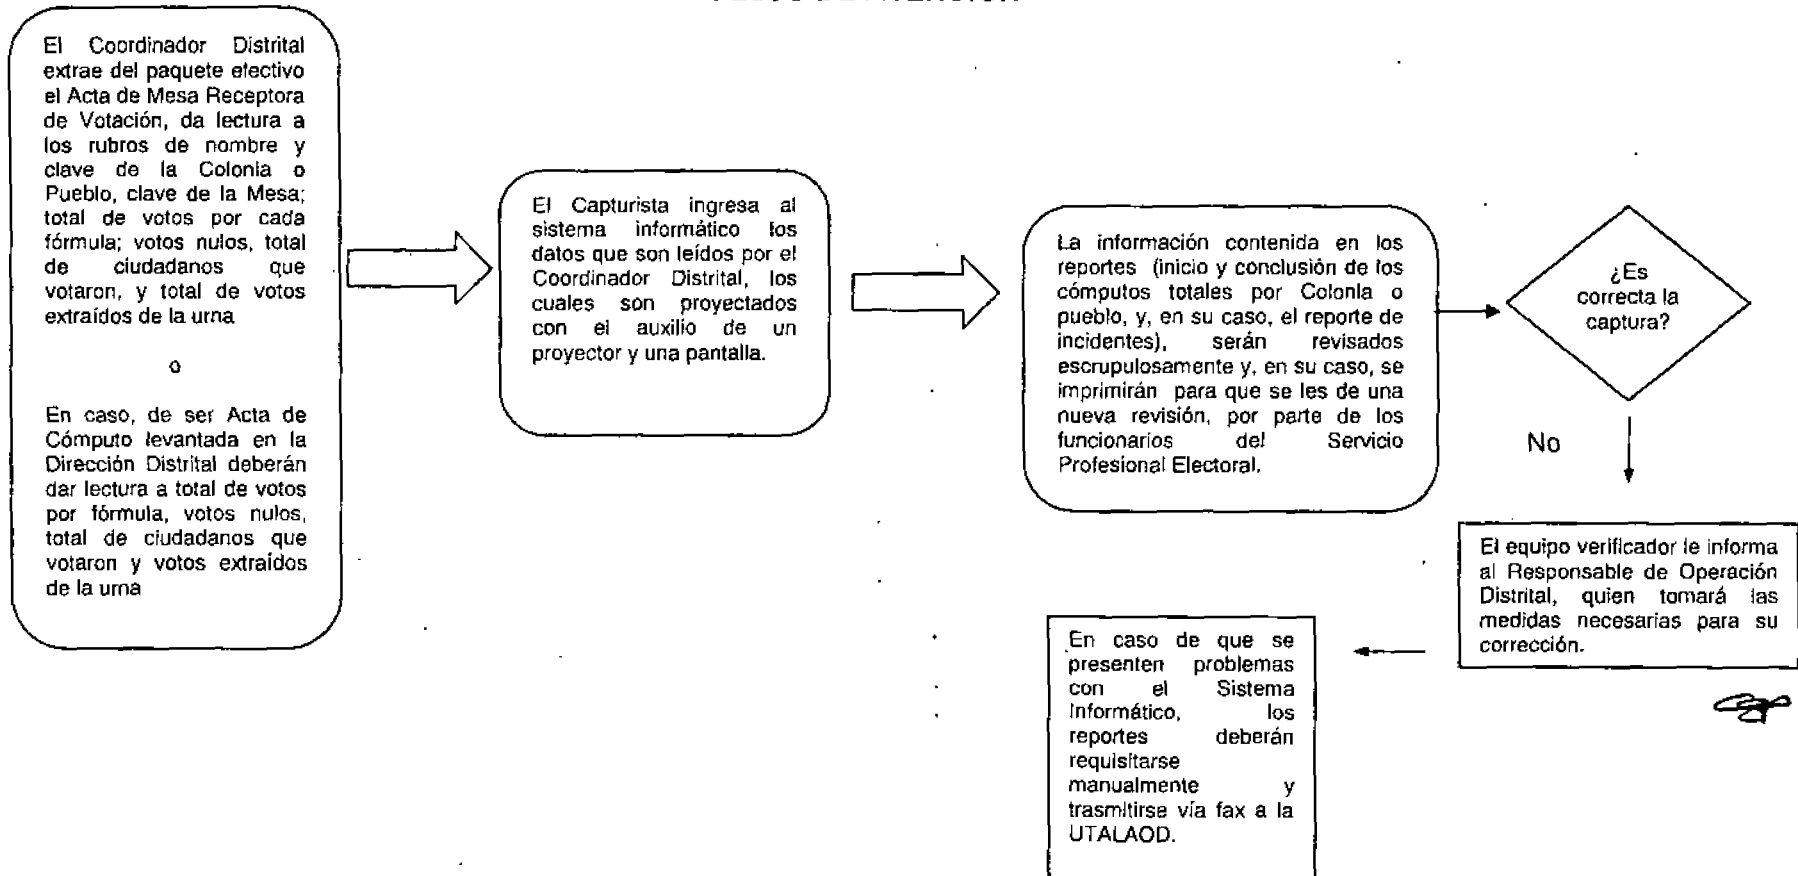 El Coordinador Distrital
extrae del paquete efectivo
el Acta de Mesa Receptora
de Votación, da lectura a
los rubros de nombre y
clave de la Colonia o
Pueblo, clave de la Mesa;
total de votos por cada
fórmula; votos nulos, total
de ciudadanos que
votaron, y total de votos
extraídos de la urna
o
En caso, de ser Acta de
Cómputo levantada en la
Dirección Distrital deberán
dar lectura a total de votos
por fórmula, votos nulos,
total de ciudadanos que
votaron y votos extraídos
de la urna
El Capturista ingresa al
sistema informático los
datos que son leídos por el
Coordinador Distrital, los
cuales son proyectados
con el auxilio de un
proyector y una pantalla.
La información contenida en los
reportes (inicio y conclusión de los
cómputos totales por Colonia o
pueblo, y, en su caso, el reporte de
incidentes), serán revisados
escrupulosamente y, en su caso, se
imprimirán para que se les de una
nueva revisión, por parte de los
funcionarios del Servicio
Profesional Electoral.
¿Es
correcta la
captura?
No
El equipo verificador le informa
al Responsable de Operación
Distrital, quien tomará las
medidas necesarias para su
corrección.
En caso de que se
presenten problemas
con el Sistema
Informático, los
reportes deberán
requisitarse
manualmente y
trasmitirse vía fax a la
UTALAOD.